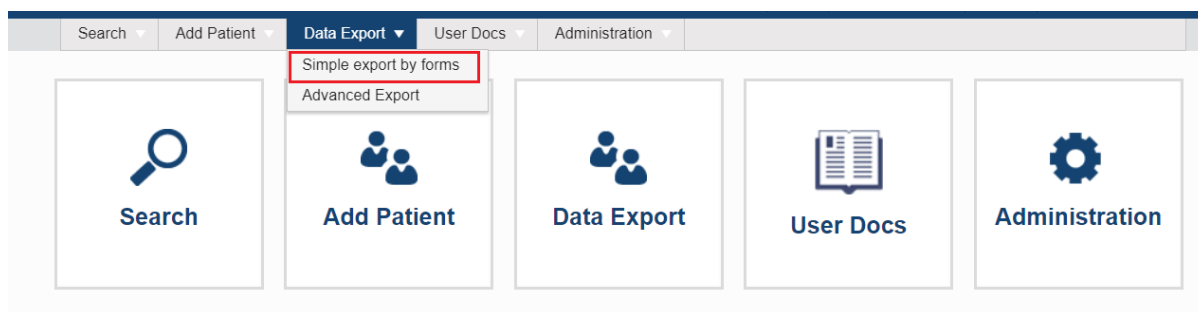 Search Add Patient Data Export User Docs Administration
Simple export by forms
Advanced Export
Search Add Patient Data Export User Docs Administration